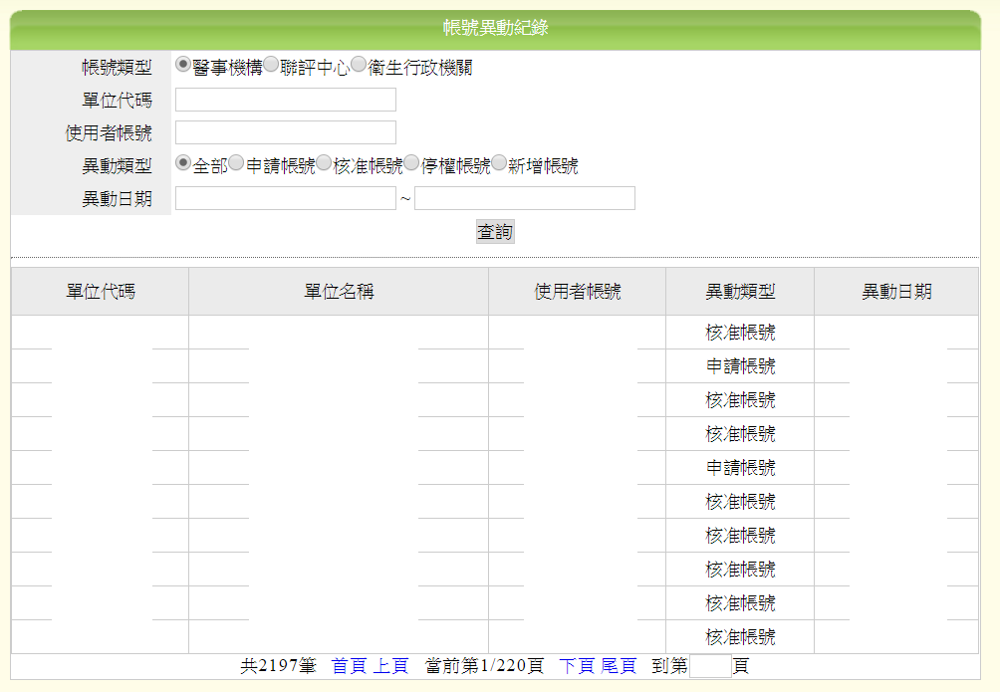 帳號異動紀錄
帳號類型 醫事機構 聯評中心 衛生行政機關
單位代碼
使用者帳號
異動類型 全部 申請帳號 核准帳號 停權帳號 新增帳號
異動日期 ~
查詢
單位代碼 單位名稱 使用者帳號 異動類型 異動日期
核准帳號
申請帳號
核准帳號
核准帳號
申請帳號
核准帳號
核准帳號
核准帳號
核准帳號
核准帳號
共2197筆 首頁 上頁 當前第1/220頁 下頁 尾頁 到第 頁